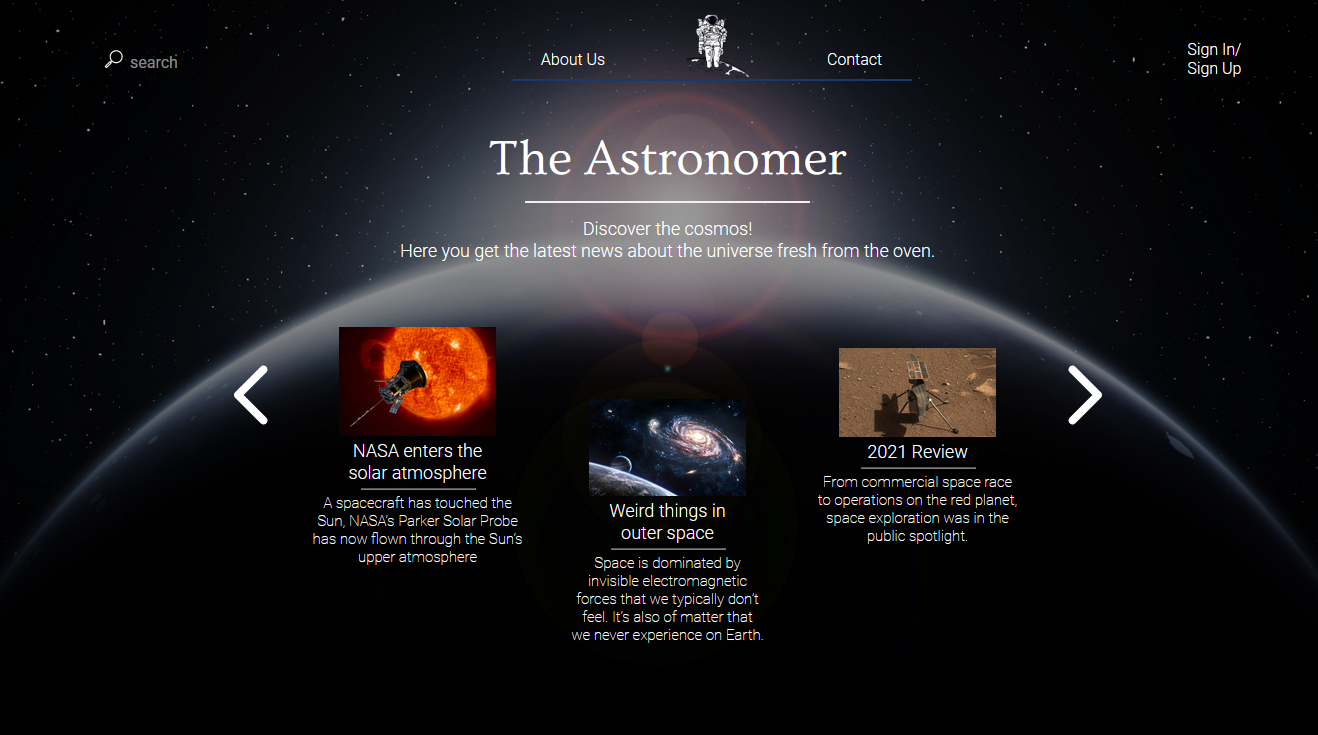 search
About Us
Contact
Sign In/
Sign Up
The Astronomer
Discover the cosmos!
Here you get the latest news about the universe fresh from the oven.
NASA enters the
solar atmosphere
A spacecraft has touched the
Sun, NASA's Parker Solar Probe
has now flown through the Sun's
upper atmosphere
Weird things in
outer space
Space is dominated by
invisible electromagnetic
forces that we typically don't
feel. It's also of matter that
we never experience on Earth.
2021 Review
From commercial space race
to operations on the red planet,
space exploration was in the
public spotlight.